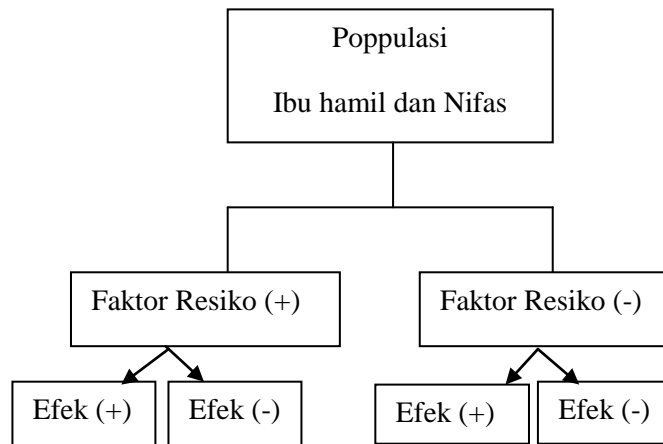 Poppulasi
Ibu hamil dan Nifas
Faktor Resiko (+)
Faktor Resiko (-)
Efek (+)
Efek (-)
Efek (+)
Efek (-)